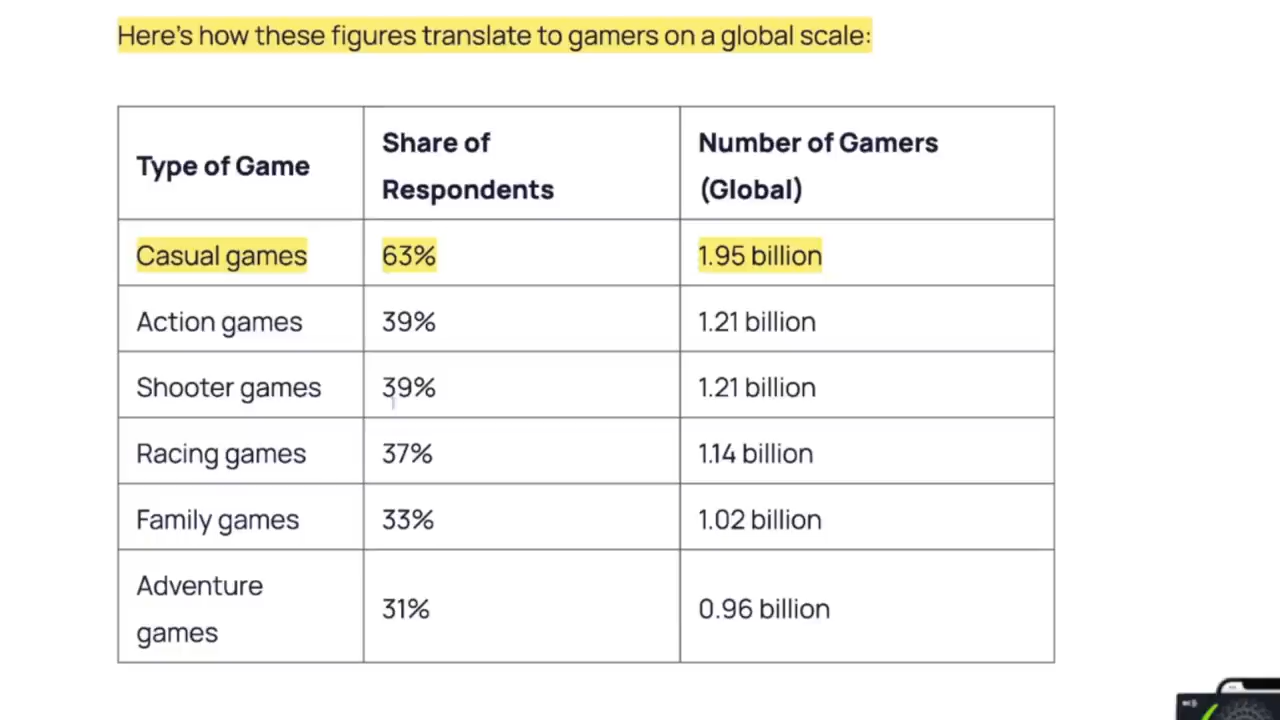 Here's how these figures translate to gamers on a global scale:
Type of Game
Share of
Respondents
Number of Gamers
(Global)
Casual games
63%
1.95 billion
Action games
39%
1.21 billion
Shooter games
39%
1.21 billion
Racing games
37%
1.14 billion
Family games
33%
1.02 billion
Adventure
games
31%
0.96 billion